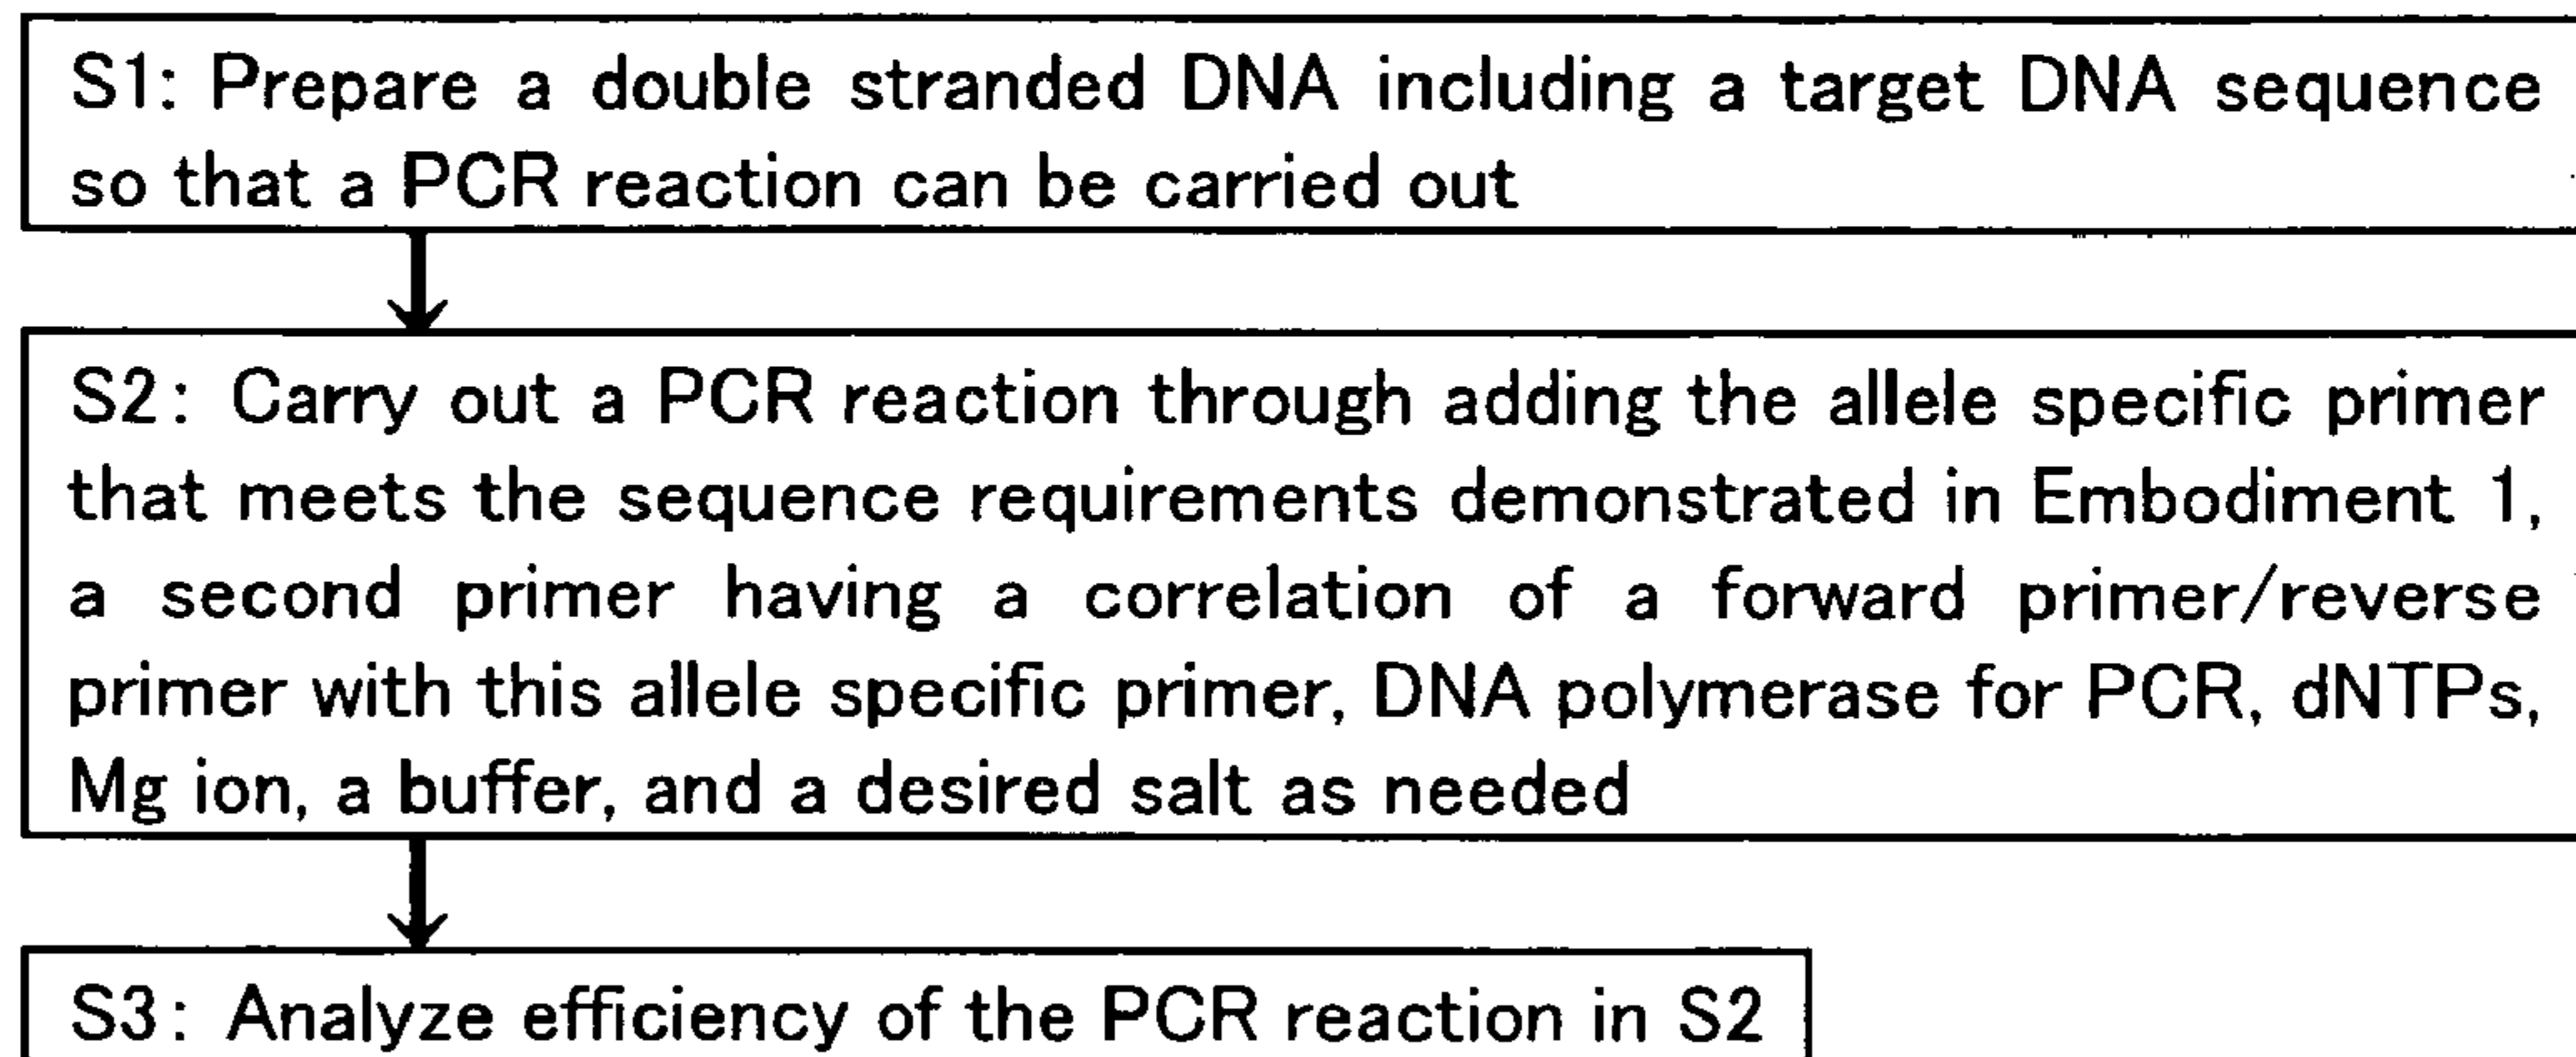 S1: Prepare a double stranded DNA including a target DNA sequence
so that a PCR reaction can be carried out
S2: Carry out a PCR reaction through adding the allele specific primer
that meets the sequence requirements demonstrated in Embodiment 1,
a second primer having a correlation of a forward primer/reverse
primer with this allele specific primer, DNA polymerase for PCR, dNTPs,
Mg ion, a buffer, and a desired salt as needed
S3: Analyze efficiency of the PCR reaction in S2